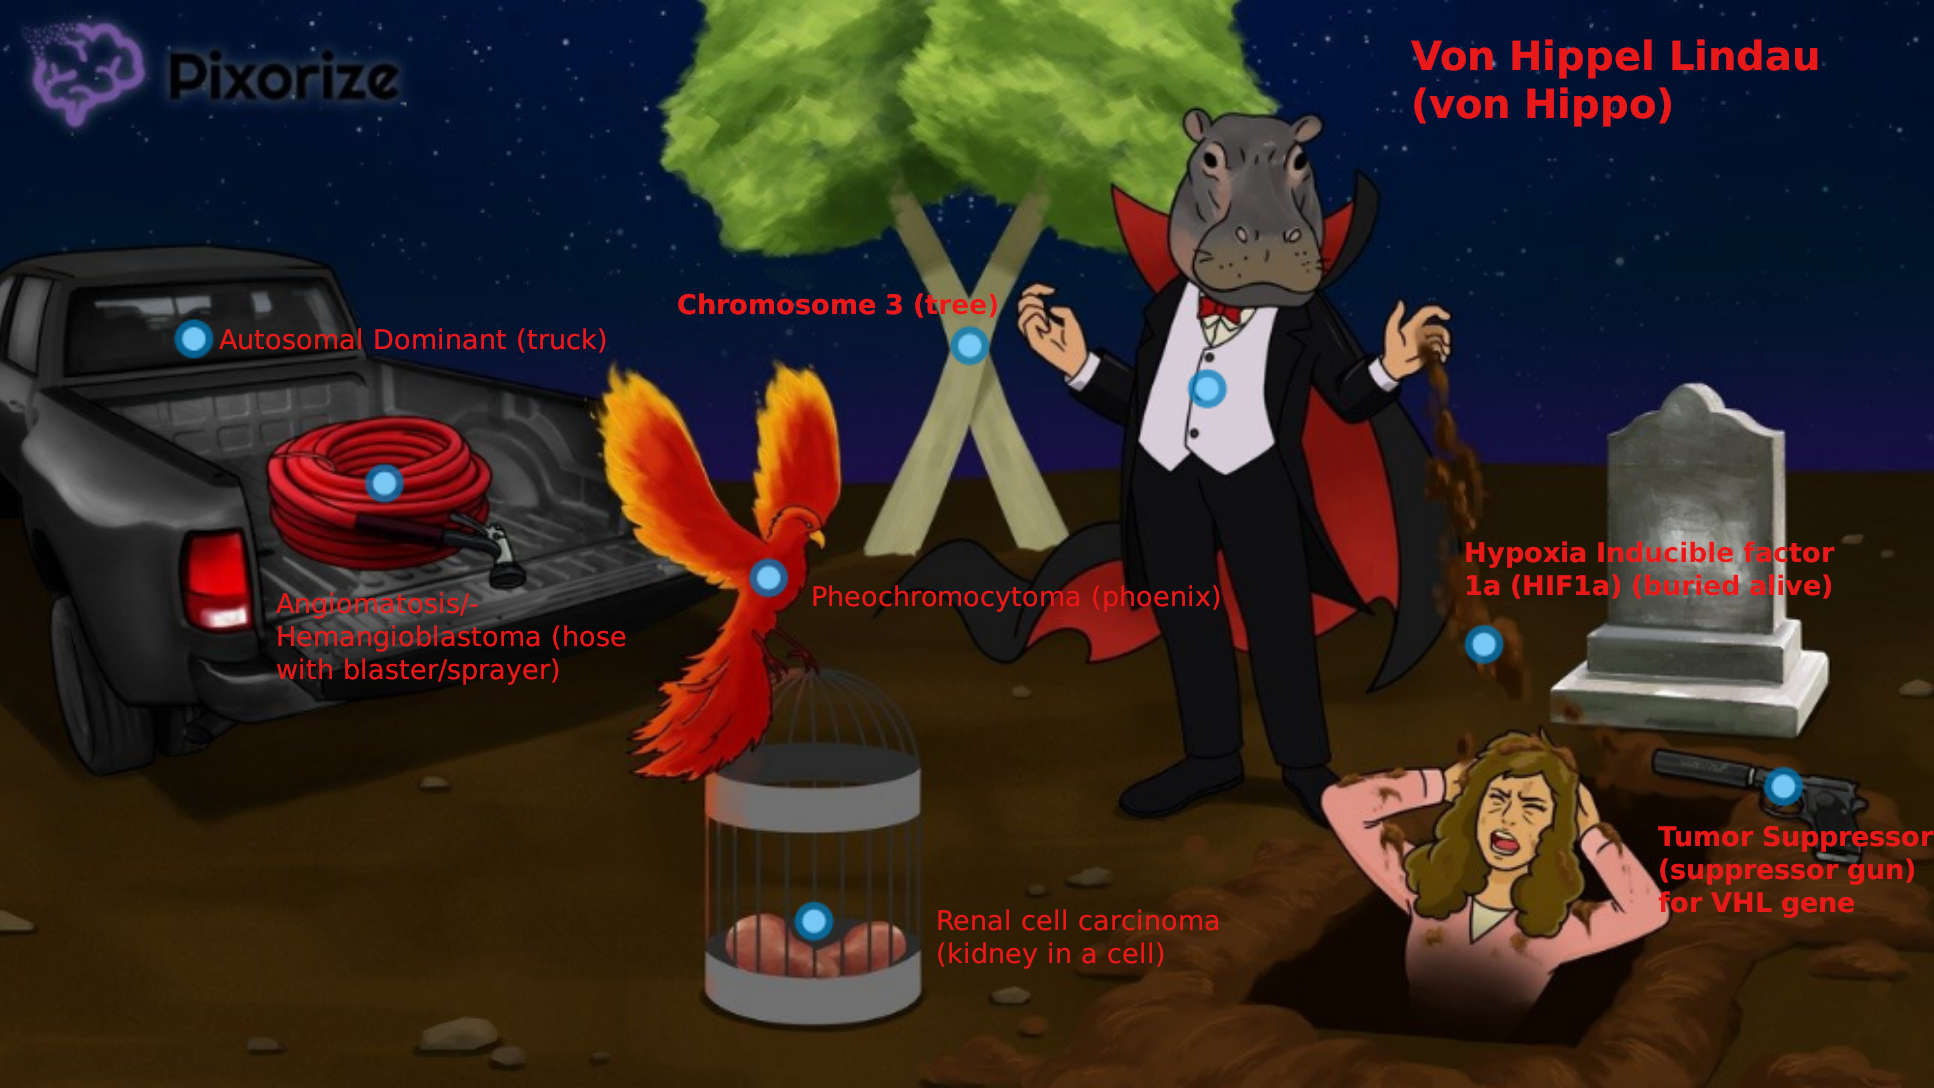 Pixorize
Von Hippel Lindau
(von Hippo)
Chromosome 3 (tree)
Autosomal Dominant (truck)
Angiomatosis/-
Hemangioblastoma (hose
with blaster/sprayer)
Pheochromocytoma (phoenix)
Hypoxia Inducible factor
1a (HIF1a) (buried alive)
Tumor Suppressor
(suppressor gun)
for VHL gene
Renal cell carcinoma
(kidney in a cell)